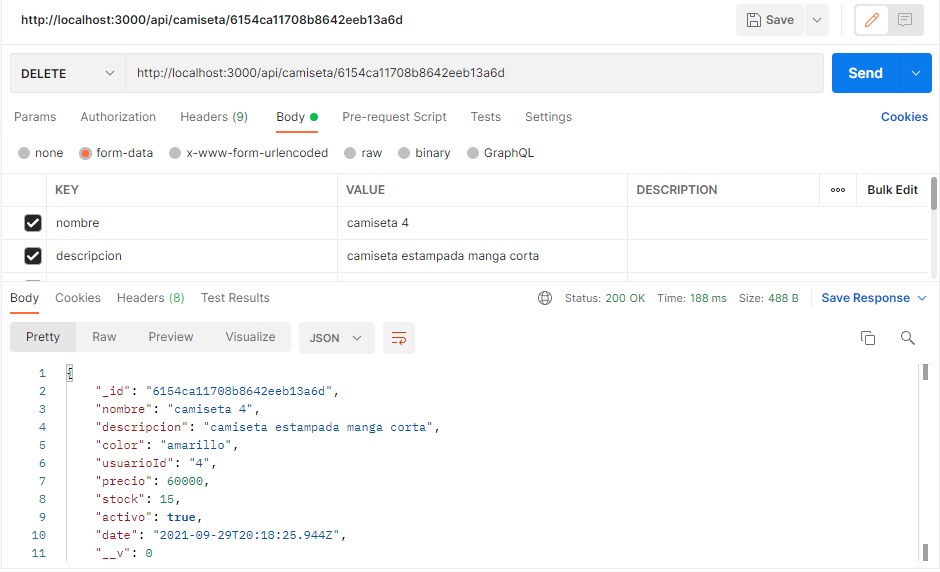 http://localhost:3000/api/camiseta/6154ca11708b8642eeb13a6d Save
DELETE http://localhost:3000/api/camiseta/6154ca11708b8642eeb13a6d Send
Params Authorization Headers (9) Body Pre-request Script Tests Settings Cookies
none form-data x-www-form-urlencoded raw binary GraphQL
KEY VALUE DESCRIPTION Bulk Edit
nombre camiseta 4
descripcion camiseta estampada manga corta
Body Cookies Headers (8) Test Results Status: 200 OK Time: 188 ms Size: 488 B Save Response
Pretty Raw Preview Visualize JSON
1 {
2 "_id": "6154ca11708b8642eeb13a6d",
3 "nombre": "camiseta 4",
4 "descripcion": "camiseta estampada manga corta",
5 "color": "amarillo",
6 "usuarioId": "4",
7 "precio": 60000,
8 "stock": 15,
9 "activo": true,
10 "date": "2021-09-29T20:18:25.944Z",
11 "__v": 0